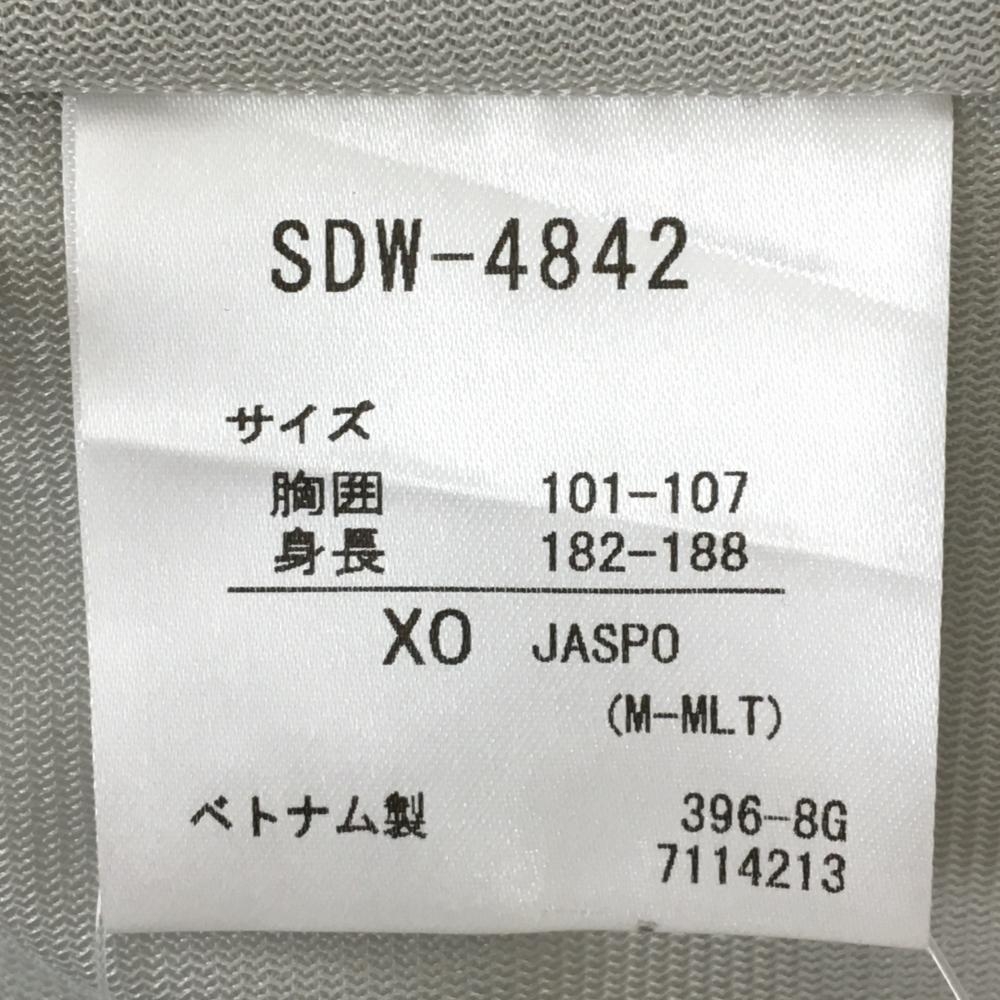 SDW-4842
サイズ
胸囲 101-107
身長 182-188
XO JASPO
(M-MLT)
ベトナム製 396-8G
7114213